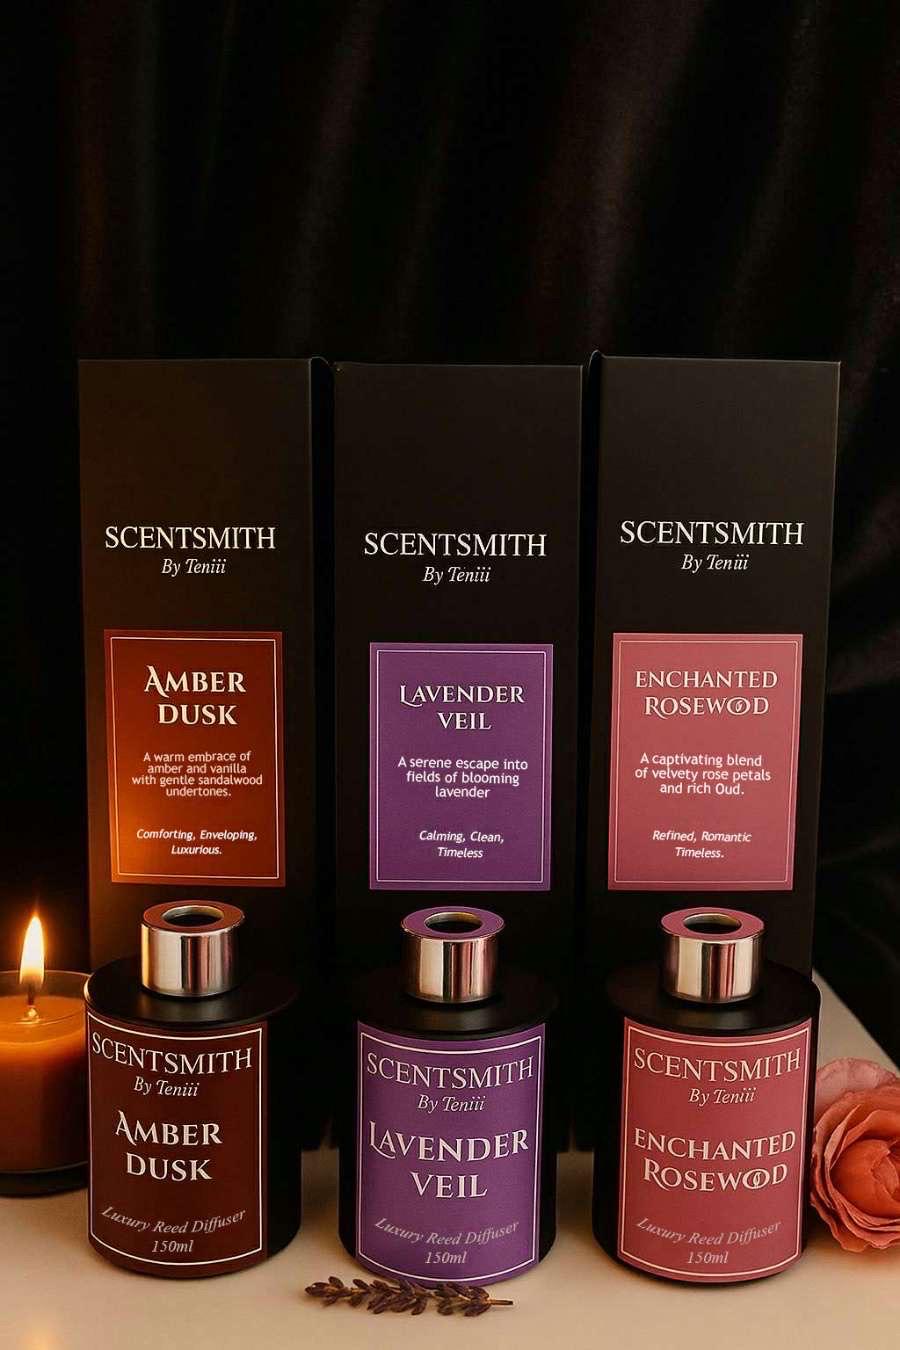 SCENTSMITH
By Teniii
AMBER
DUSK
A warm embrace of
amber and vanilla
with gentle sandalwood
undertones.
Comforting, Enveloping,
Luxurious.
SCENTSMITH
By Teniii
LAVENDER
VEIL
A serene escape into
fields of blooming
lavender
Calming, Clean,
Timeless
SCENTSMITH
By Teniii
ENCHANTED
ROSEWOOD
A captivating blend
of velvety rose petals
and rich Oud.
Refined, Romantic
Timeless.
SCENTSMITH
By Teniii
AMBER
DUSK
Luxury Reed Diffuser
150ml
SCENTSMITH
By Teniii
LAVENDER
VEIL
Luxury Reed Diffuser
150ml
SCENTSMITH
By Teniii
ENCHANTED
ROSEWOOD
Luxury Reed Diffuser
150ml